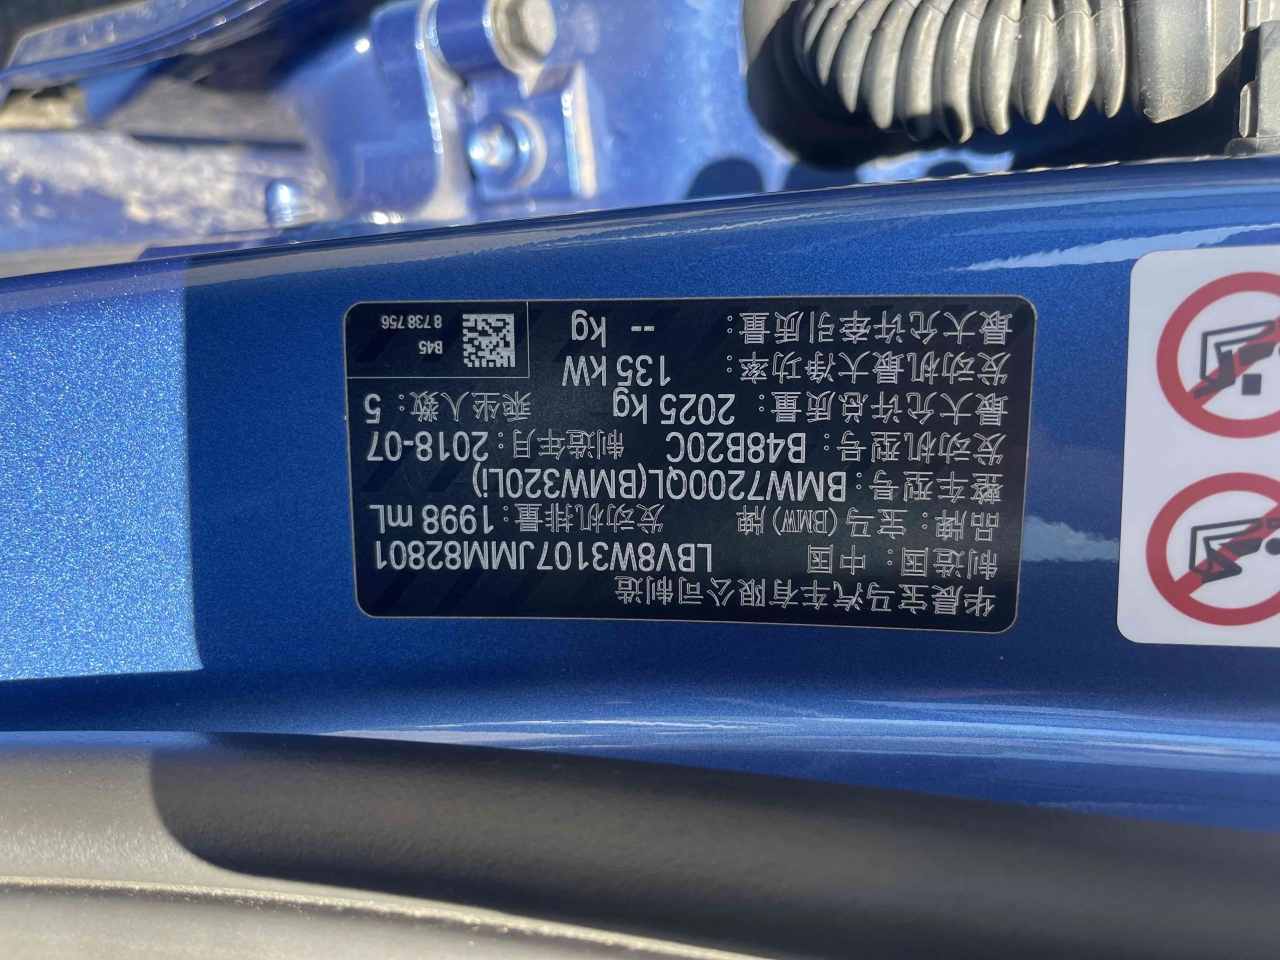 华晨宝马汽车有限公司制造
制造国：中国 LBV8W3107JMM82801
品牌：宝马(BMW)牌 发动机排量：1998 mL
整车型号：BMW7200QL(BMW320Li)
发动机型号：B48B20C 制造年月：2018-07
最大允许总质量：2025 kg 乘坐人数：5
发动机最大净功率：135 kW
最大允许牵引质量：-- kg
B45
8 738 756